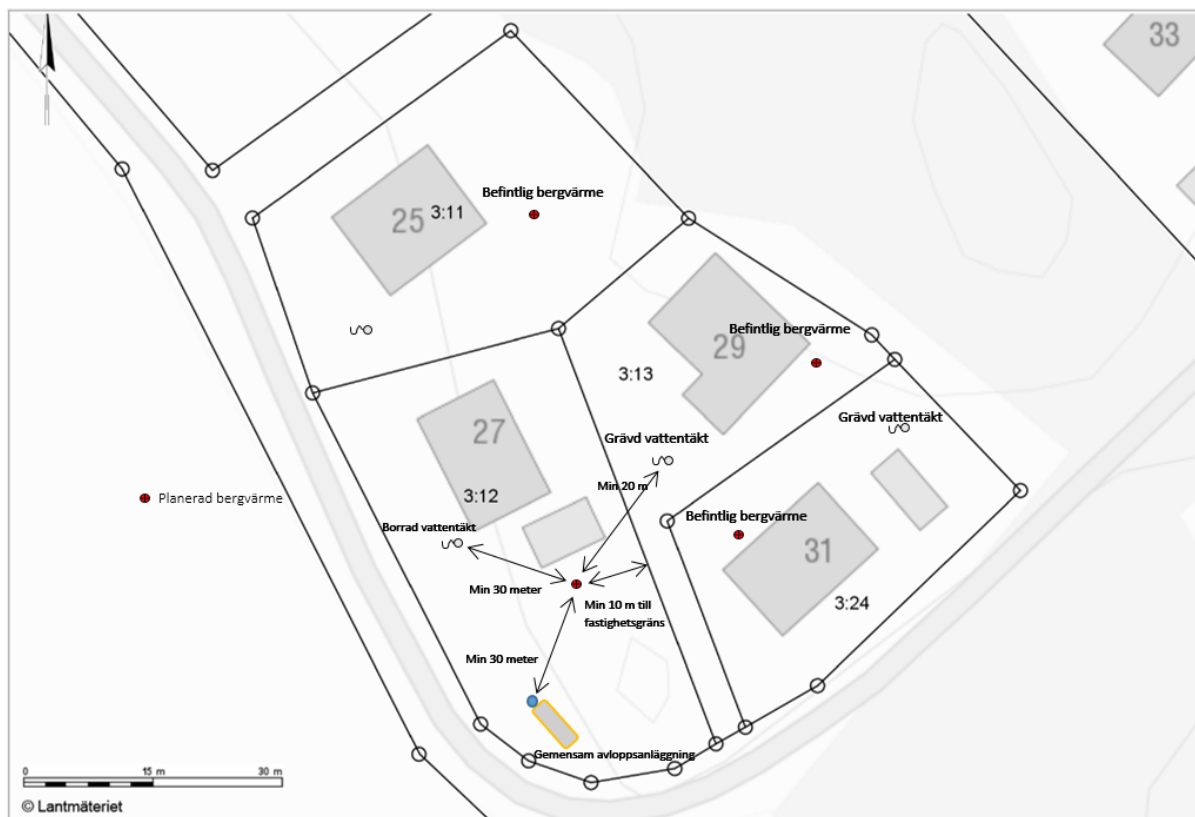 33
Befintlig bergvärme
25
3:11
Befintlig bergvärme
29
3:13
Grävd vattentäkt
27
Grävd vattentäkt
Min 20 m
3:12
Planerad bergvärme
Befintlig bergvärme
Borrad vattentäkt
31
Min 30 meter
Min 10 m till
fastighetsgräns
3:24
Min 30 meter
Gemensam avloppsanläggning
0 15 m 30 m
© Lantmäteriet